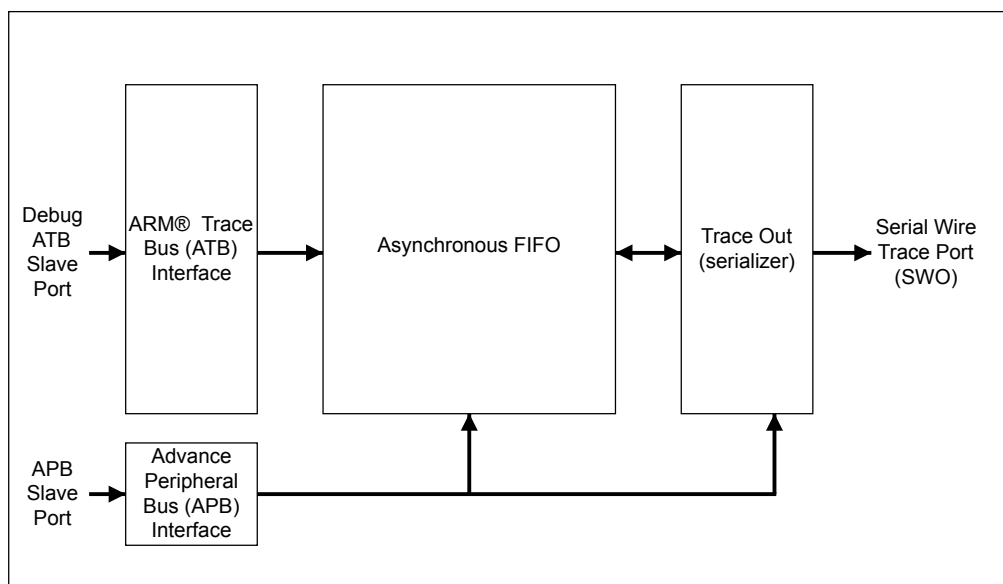 Debug
ATB
Slave
Port
ARM® Trace
Bus (ATB)
Interface
Asynchronous FIFO
Trace Out
(serializer)
Serial Wire
Trace Port
(SWO)
APB
Slave
Port
Advance
Peripheral
Bus (APB)
Interface